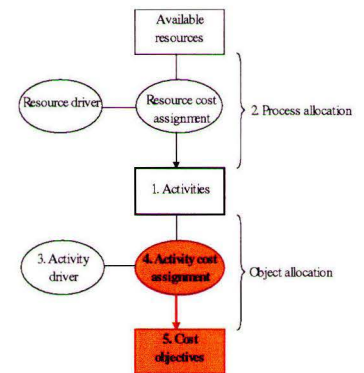 Available
resources
Resource driver
Resource cost
assignment
2. Process allocation
1. Activities
3. Activity
driver
4. Activity cost
assignment
Object allocation
5. Cost
objectives